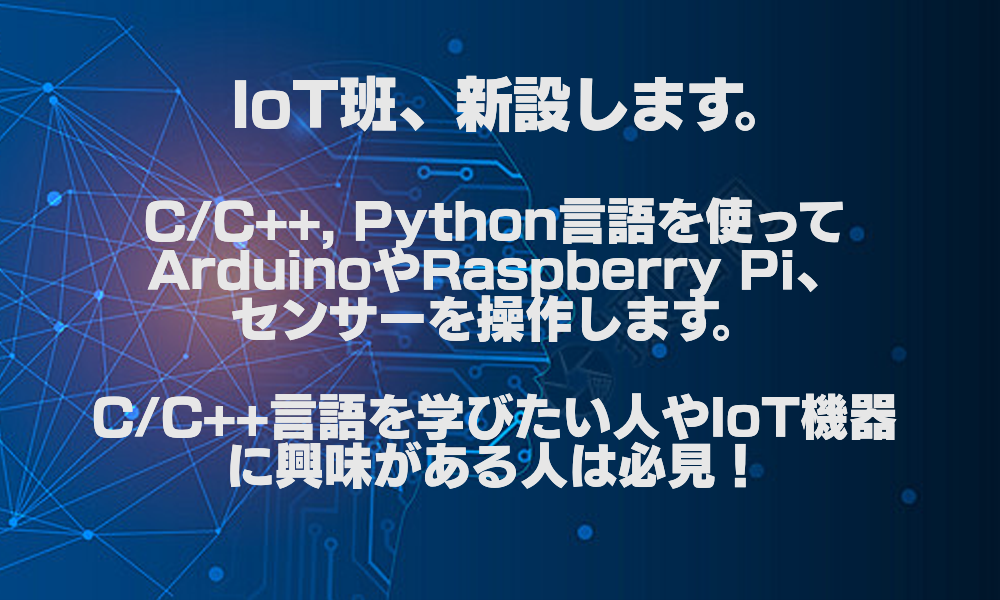 IoT班、新設します。
C/C++, Python言語を使って
ArduinoやRaspberry Pi、
センサーを操作します。
C/C++言語を学びたい人やIoT機器
に興味がある人は必見！